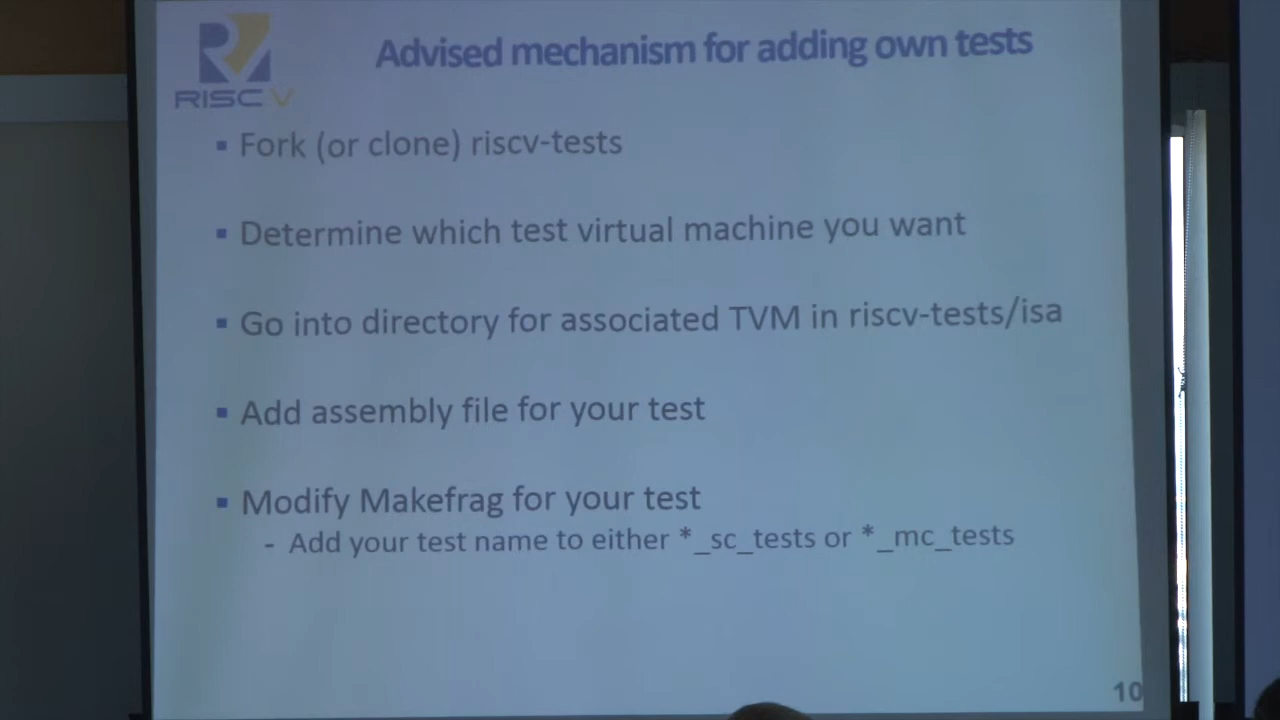 RISC V
Advised mechanism for adding own tests
▪ Fork (or clone) riscv-tests
▪ Determine which test virtual machine you want
▪ Go into directory for associated TVM in riscv-tests/isa
▪ Add assembly file for your test
▪ Modify Makefrag for your test
- Add your test name to either *_sc_tests or *_mc_tests
10